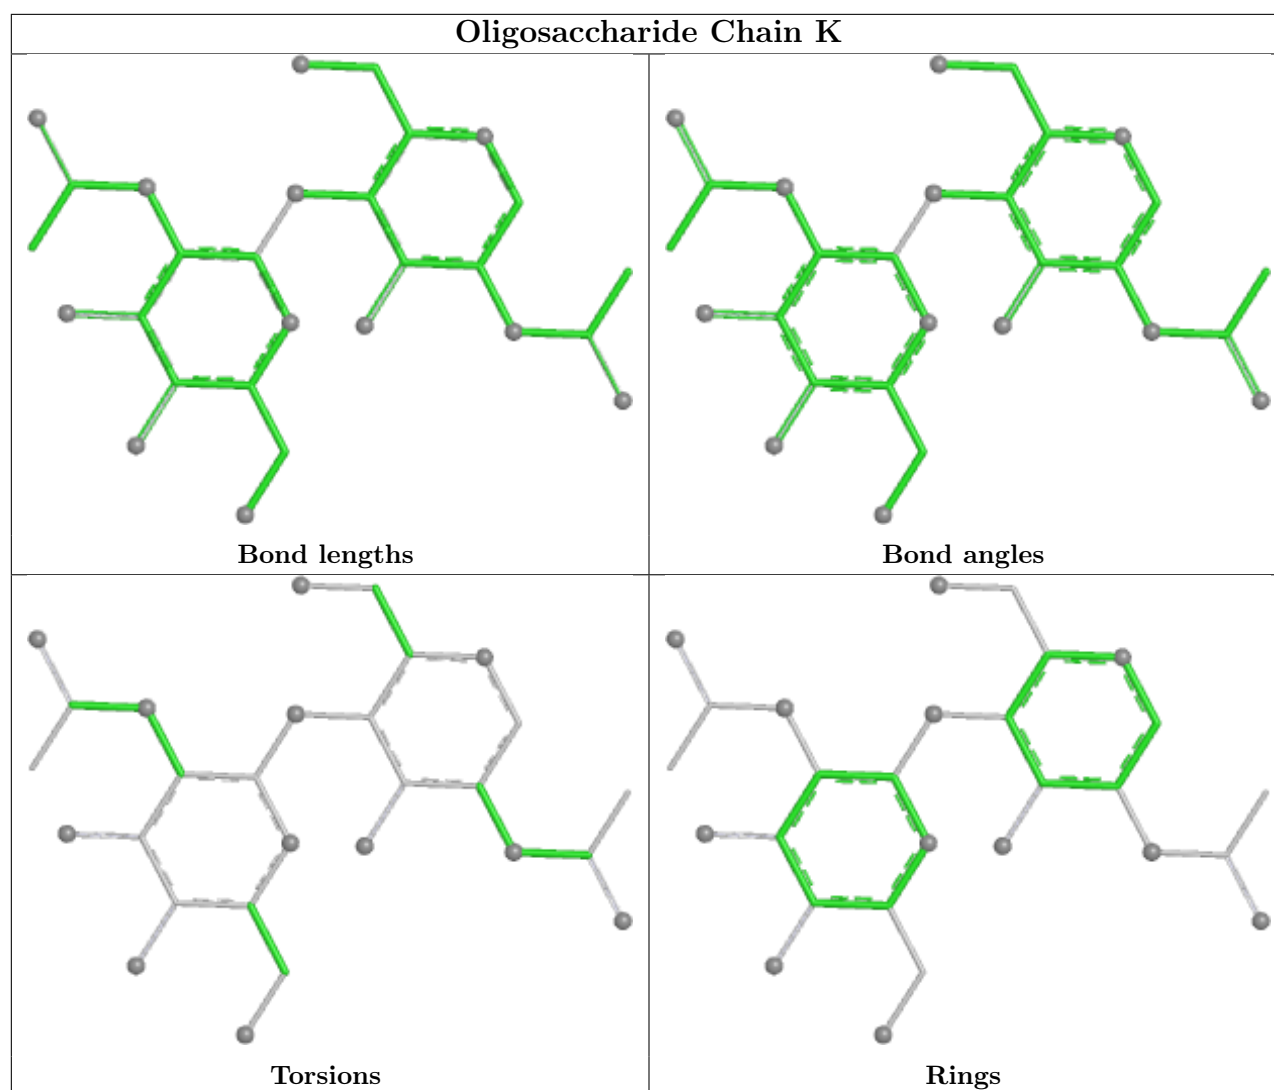 Oligosaccharide Chain K
Bond lengths
Bond angles
Torsions
Rings